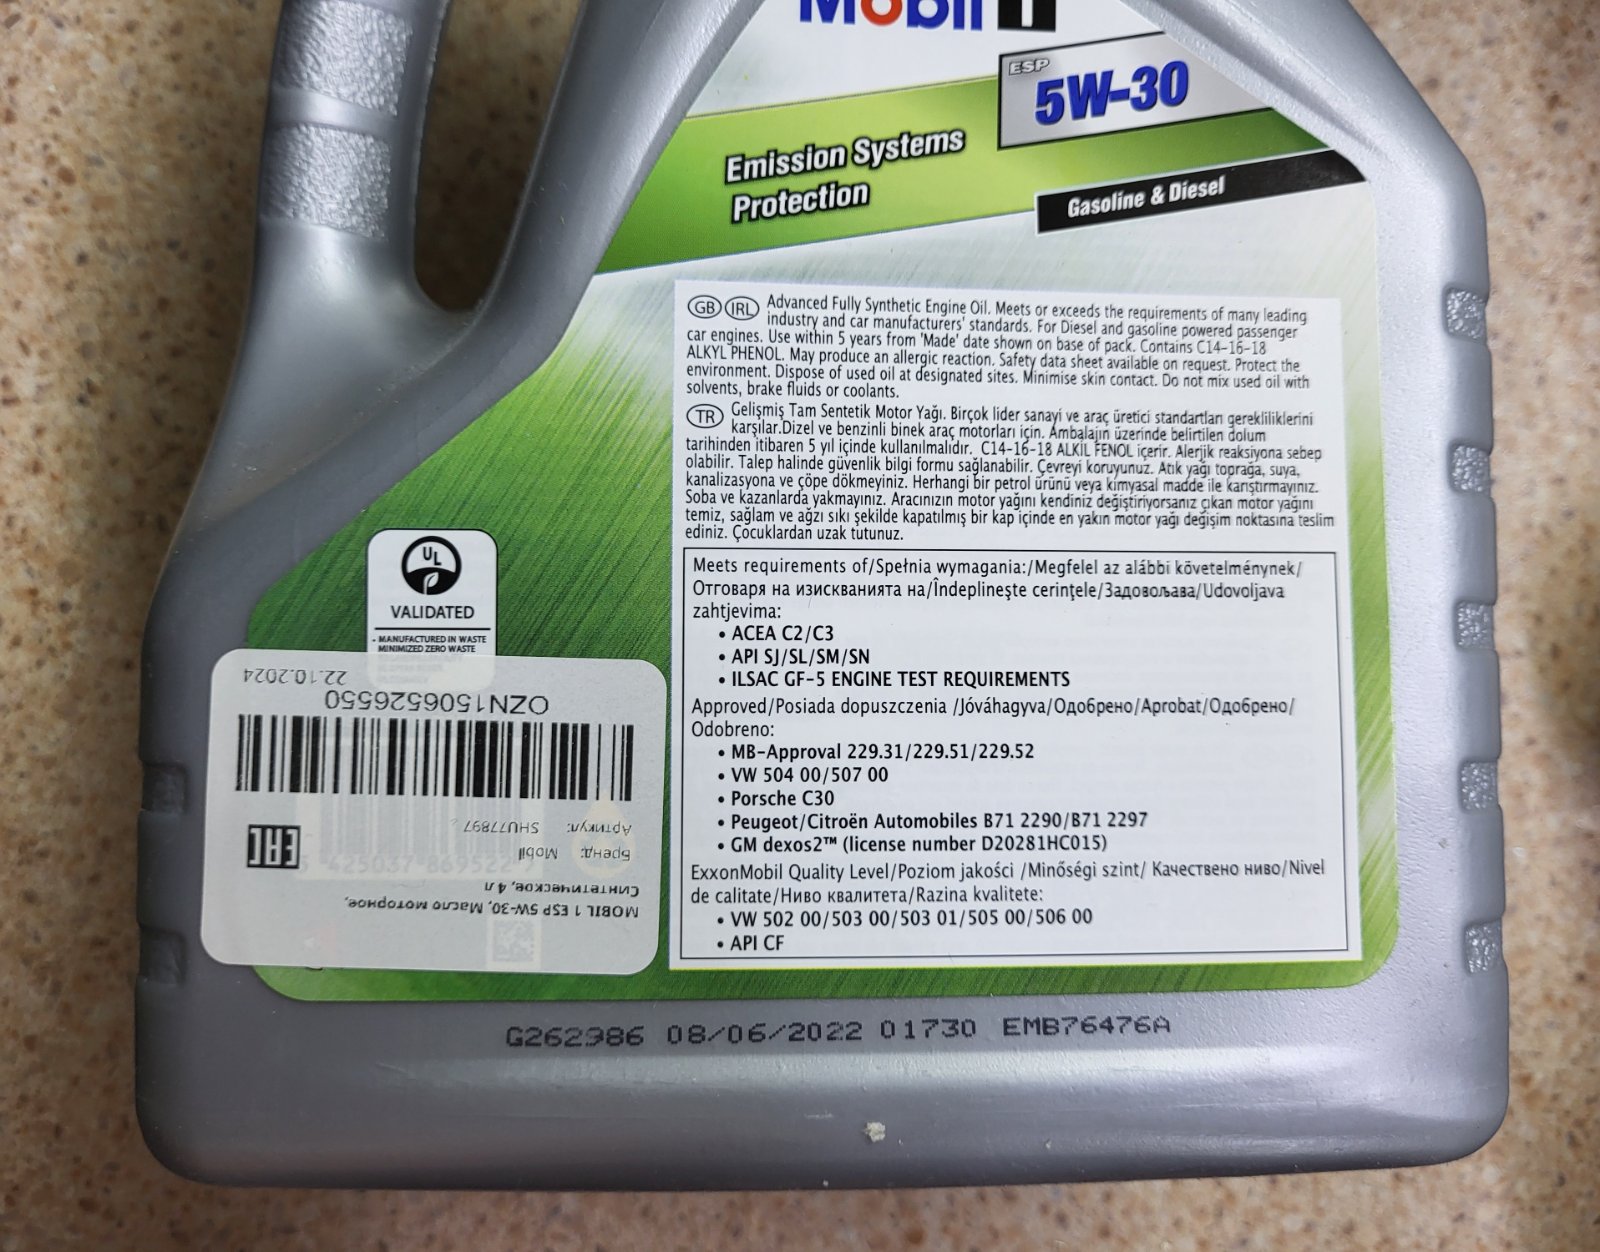 Mobil 1
ESP
5W-30
Emission Systems
Protection
Gasoline & Diesel
GB IRL Advanced Fully Synthetic Engine Oil. Meets or exceeds the requirements of many leading
industry and car manufacturers' standards. For Diesel and gasoline powered passenger
car engines. Use within 5 years from 'Made' date shown on base of pack. Contains C14-16-18
ALKYL PHENOL. May produce an allergic reaction. Safety data sheet available on request. Protect the
environment. Dispose of used oil at designated sites. Minimise skin contact. Do not mix used oil with
solvents, brake fluids or coolants.
TR Gelişmiş Tam Sentetik Motor Yağı. Birçok lider sanayi ve araç üretici standartları gerekliliklerini
karşılar.Dizel ve benzinli binek araç motorları için. Ambalajın üzerinde belirtilen dolum
tarihinden itibaren 5 yıl içinde kullanılmalıdır. C14-16-18 ALKİL FENOL içerir. Alerjik reaksiyona sebep
olabilir. Talep halinde güvenlik bilgi formu sağlanabilir. Çevreyi koruyunuz. Atık yağı toprağa, suya,
kanalizasyona ve çöpe dökmeyiniz. Herhangi bir petrol ürünü veya kimyasal madde ile karıştırmayınız.
Soba ve kazanlarda yakmayınız. Aracınızın motor yağını kendiniz değiştiriyorsanız çıkan motor yağını
temiz, sağlam ve ağzı sıkı şekilde kapatılmış bir kap içinde en yakın motor yağı değişim noktasına teslim
ediniz. Çocuklardan uzak tutunuz.
Meets requirements of/Spełnia wymagania:/Megfelel az alábbi követelménynek/
Отговаря на изискванията на/Îndeplineşte cerinţele/Задовољава/Udovoljava
zahtjevima:
• ACEA C2/C3
• API SJ/SL/SM/SN
• ILSAC GF-5 ENGINE TEST REQUIREMENTS
Approved/Posiada dopuszczenia /Jóváhagyva/Одобрено/Aprobat/Одобрено/
Odobreno:
• MB-Approval 229.31/229.51/229.52
• VW 504 00/507 00
• Porsche C30
• Peugeot/Citroën Automobiles B71 2290/B71 2297
• GM dexos2™ (license number D20281HC015)
ExxonMobil Quality Level/Poziom jakości /Minőségi szint/ Качествено ниво/Nivel
de calitate/Ниво квалитета/Razina kvalitete:
• VW 502 00/503 00/503 01/505 00/506 00
• API CF
UL
VALIDATED
• MANUFACTURED IN WASTE
MINIMIZED ZERO WASTE
MOBIL 1 ESP 5W-30, Масло моторное,
Синтетическое, 4 л
Бренд: Mobil
Артикул: SHU77897
EAC
OZN1506526550
22.10.2024
5 425037 869522
G262986 08/06/2022 01730 EMB76476A